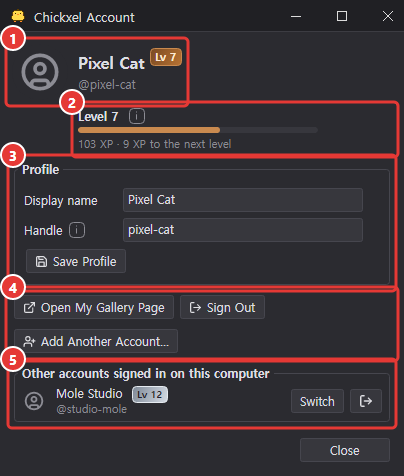 Chickxel Account
1
Pixel Cat Lv 7
@pixel-cat
2
Level 7 i
103 XP · 9 XP to the next level
3
Profile
Display name Pixel Cat
Handle i pixel-cat
Save Profile
4
Open My Gallery Page Sign Out
Add Another Account...
5
Other accounts signed in on this computer
Mole Studio Lv 12
@studio-mole
Switch
Close